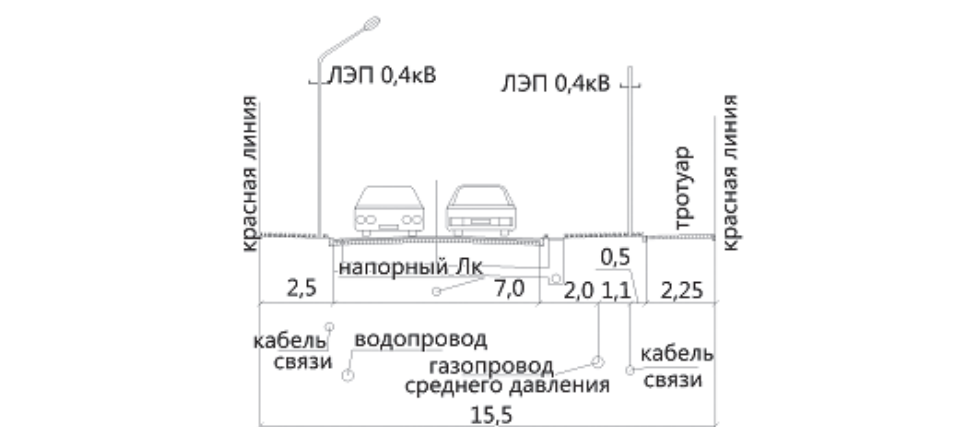 ЛЭП 0,4кВ
ЛЭП 0,4кВ
красная линия
тротуар
красная линия
напорный Лк
0,5
2,5
7,0
2,0
1,1
2,25
кабель
связи
водопровод
газопровод
среднего давления
кабель
связи
15,5